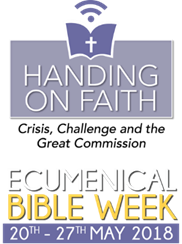 HANDING
ON FAITH
Crisis, Challenge and the
Great Commission
ECUMENICAL
BIBLE WEEK
20TH - 27TH MAY 2018